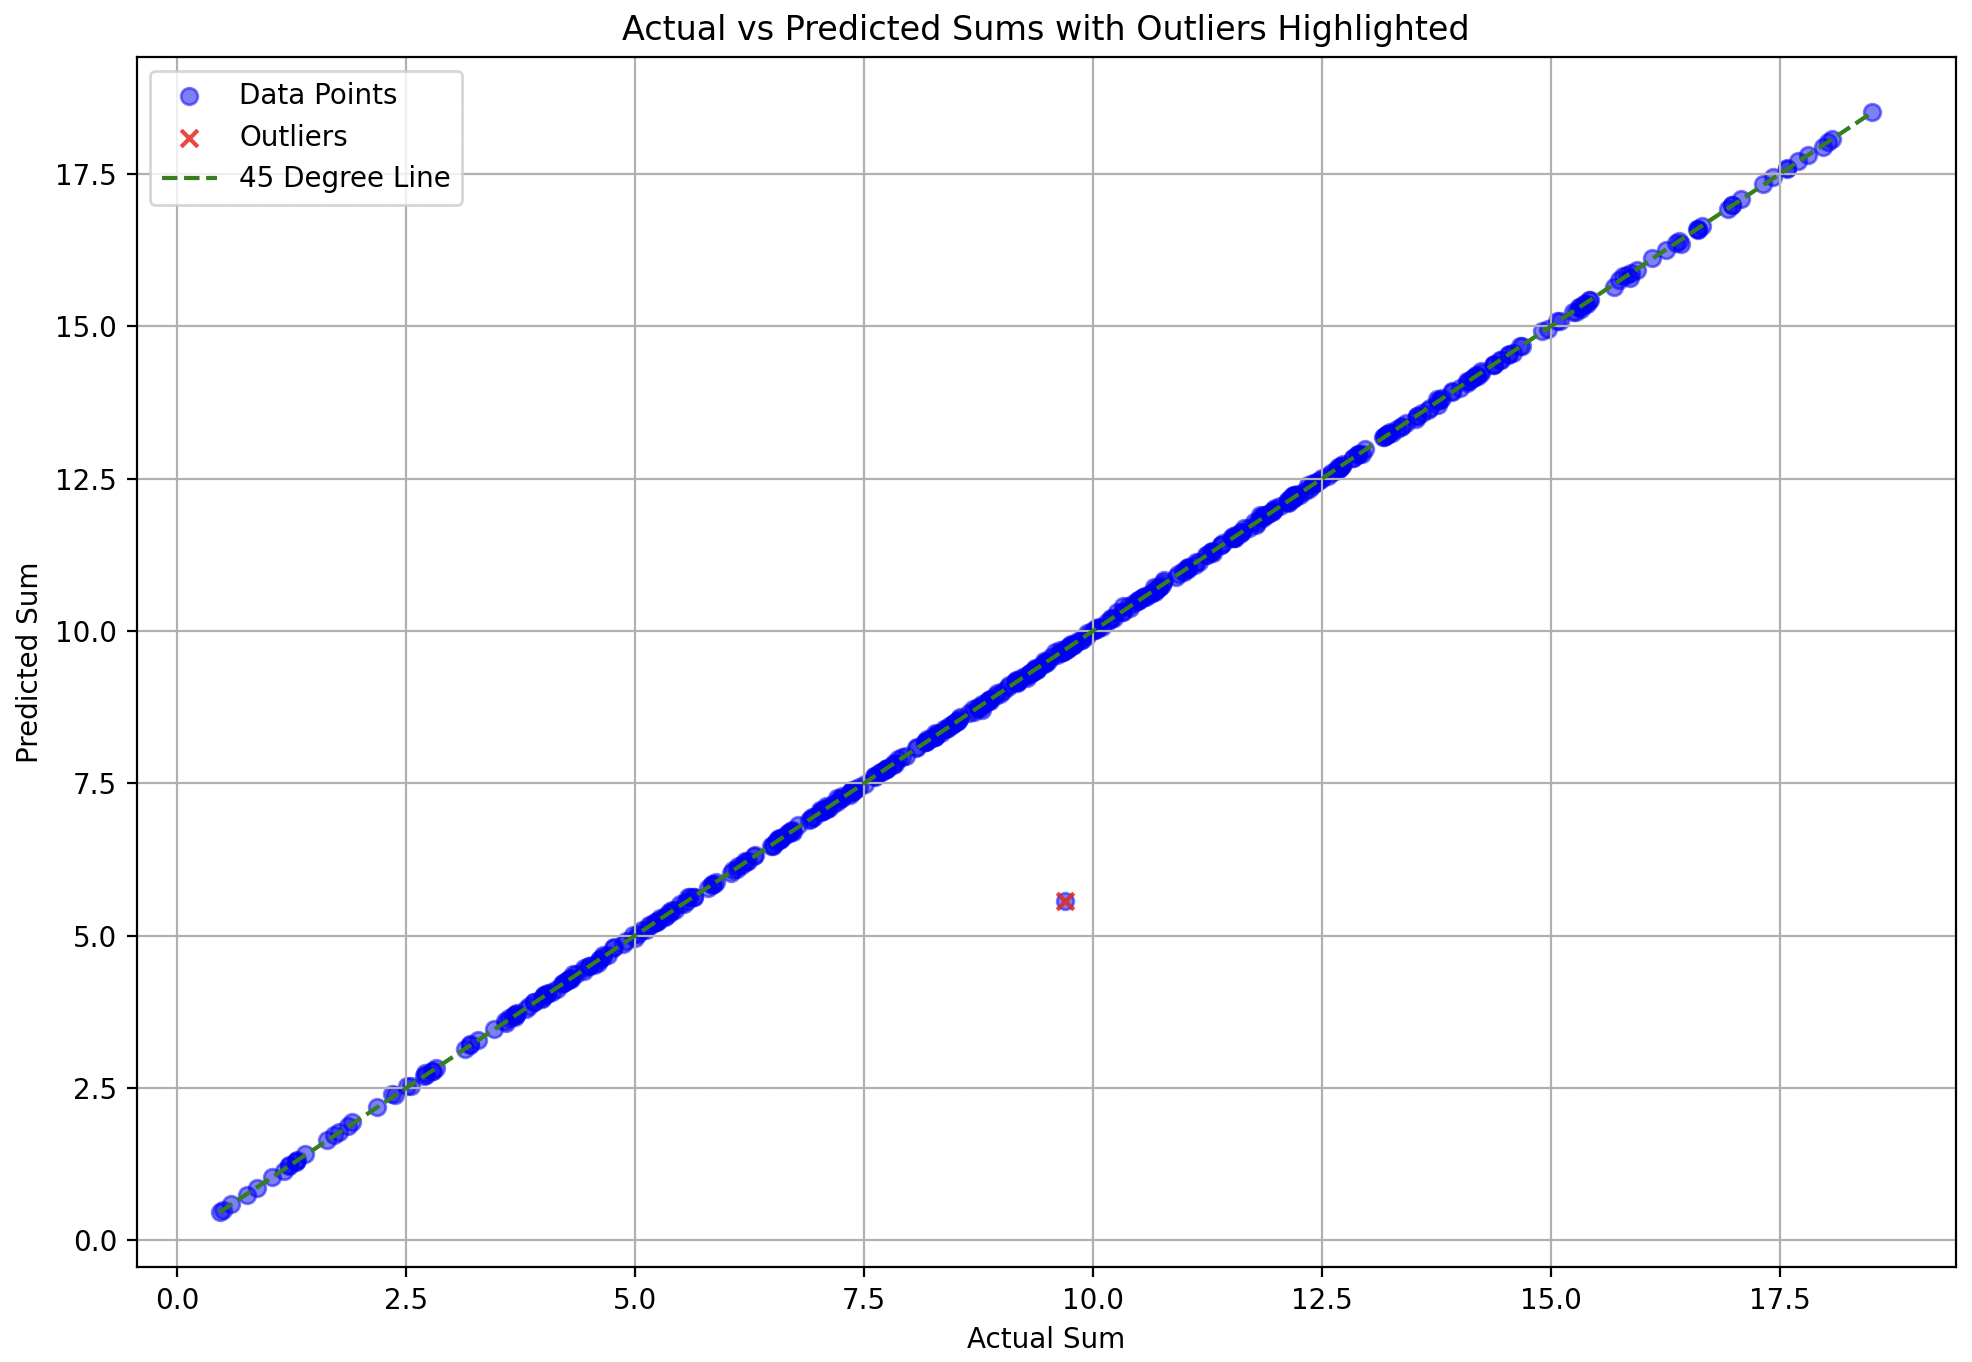 Actual vs Predicted Sums with Outliers Highlighted
Data Points
Outliers
45 Degree Line
Predicted Sum
17.5
15.0
12.5
10.0
7.5
5.0
2.5
0.0
0.0 2.5 5.0 7.5 10.0 12.5 15.0 17.5
Actual Sum